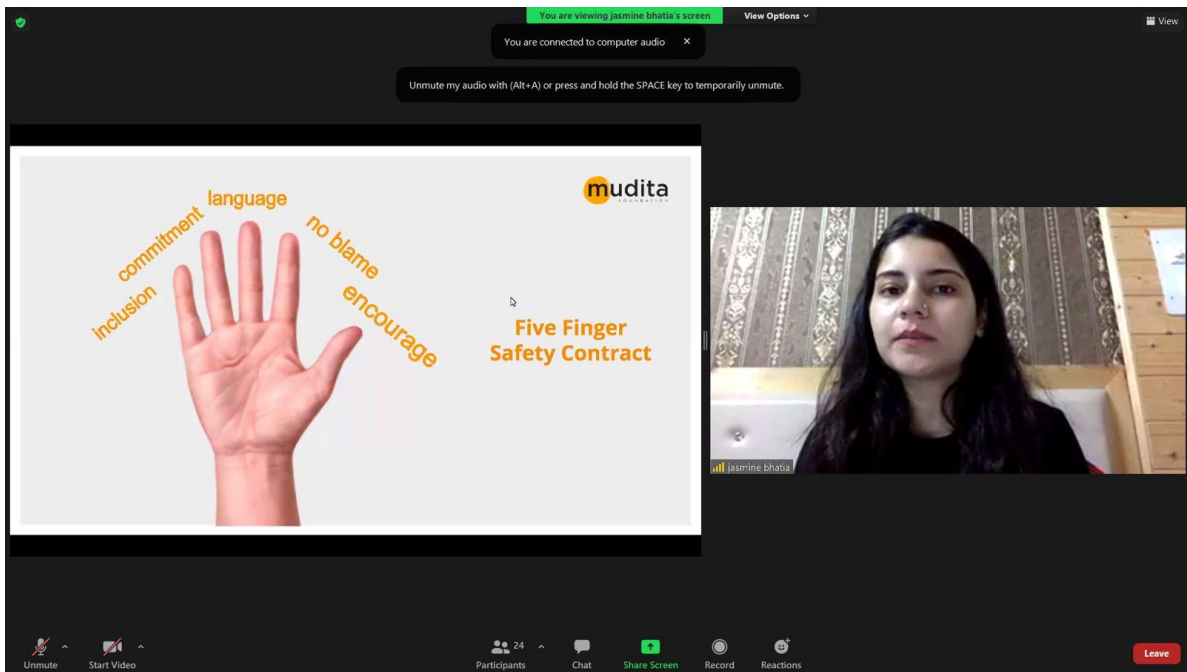 You are viewing jasmine bhatia's screen
View Options
View
You are connected to computer audio
Unmute my audio with (Alt+A) or press and hold the SPACE key to temporarily unmute.
mudita
FOUNDATION
inclusion
commitment
language
no blame
encourage
Five Finger
Safety Contract
jasmine bhatia
Unmute
Start Video
24
Participants
Chat
Share Screen
Record
Reactions
Leave